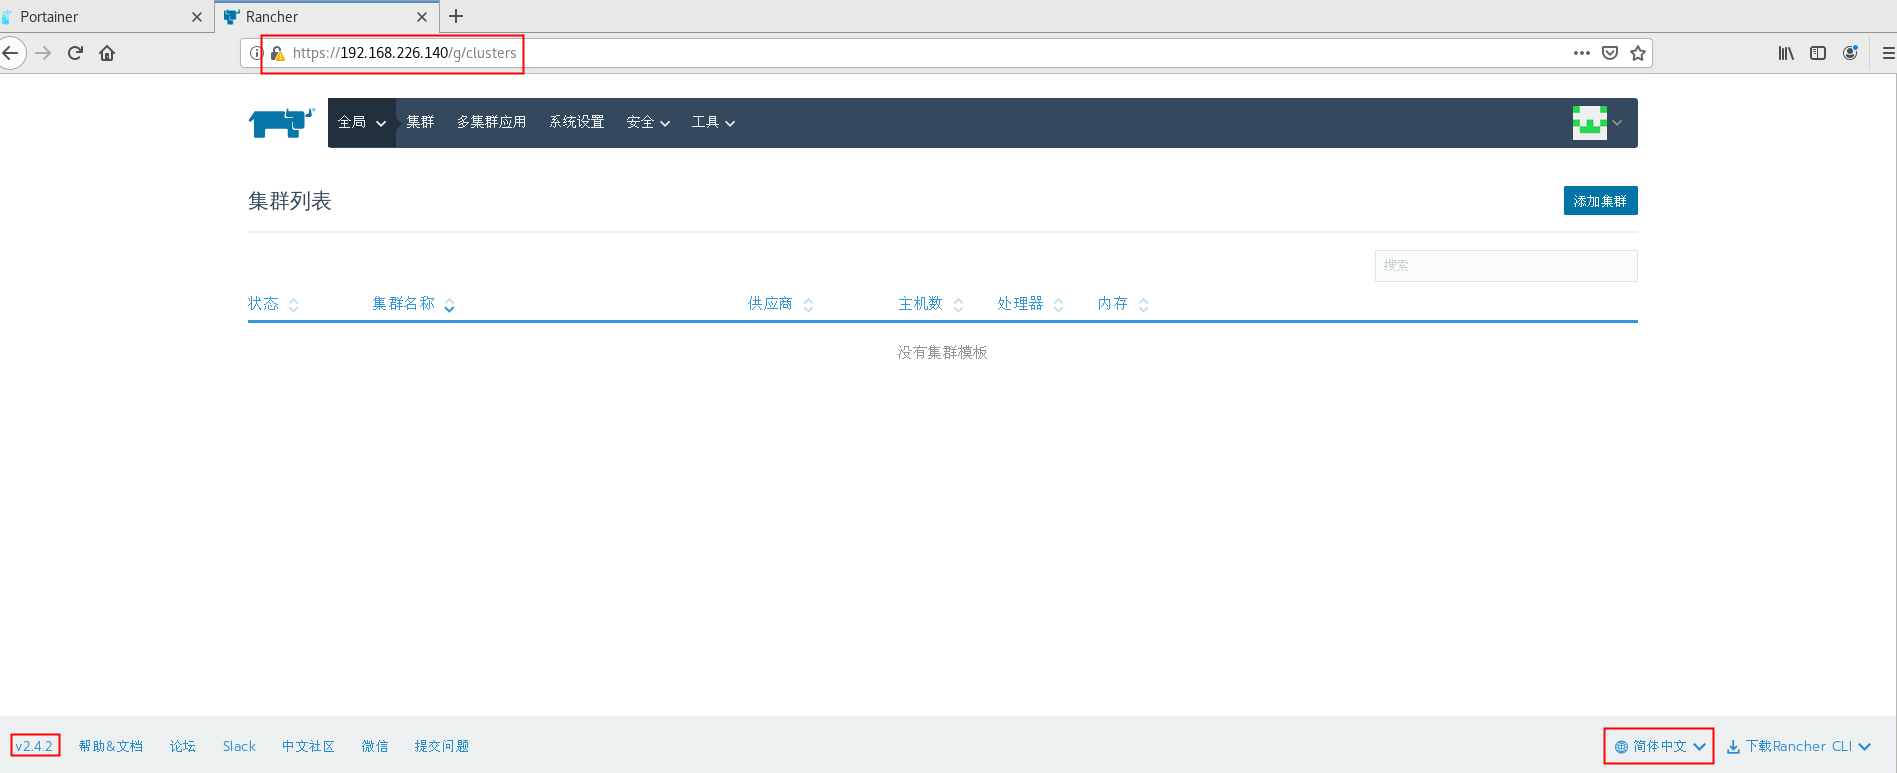 Portainer
Rancher
https://192.168.226.140/g/clusters
全局 集群 多集群应用 系统设置 安全 工具
集群列表
添加集群
搜索
状态 集群名称 供应商 主机数 处理器 内存
没有集群模板
v2.4.2 帮助&文档 论坛 Slack 中文社区 微信 提交问题 简体中文 下载Rancher CLI